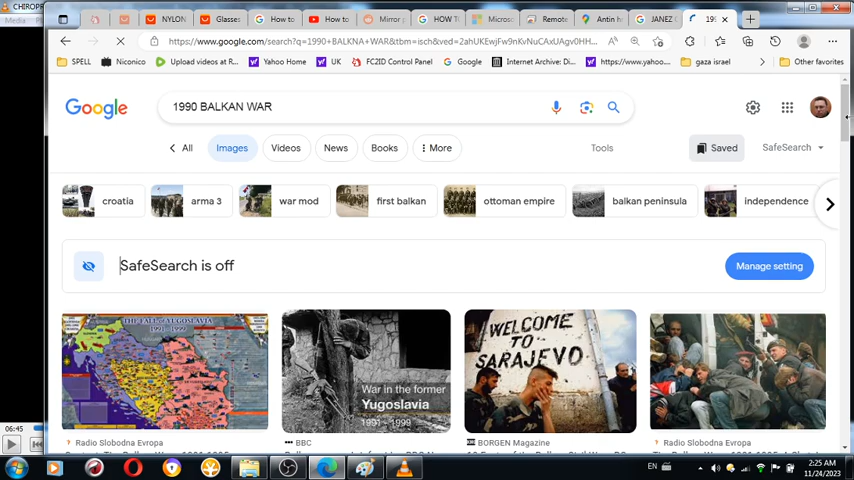 CHIROPR
Media
NYLON
Glasses
How to
How to
Mirror p
HOW TO
Micros
Remote
Antin h
JANEZ
199
https://www.google.com/search?q=1990+BALKNA+WAR&tbm=isch&ved=2ahUKEwjFw9nKvNuCAxUAgv0HH...
SPELL
Niconico
Upload videos at R...
Yahoo Home
UK
FC2ID Control Panel
Google
Internet Archive: Di...
https://www.yahoo....
gaza israel
Other favorites
Google
1990 BALKAN WAR
All
Images
Videos
News
Books
More
Tools
Saved
SafeSearch
croatia
arma 3
war mod
first balkan
ottoman empire
balkan peninsula
independence
SafeSearch is off
Manage setting
THE FALL of YUGOSLAVIA
1991-1999
War in the former
Yugoslavia
1991 - 1999
WELCOME
TO
SARAJEVO
Radio Slobodna Evropa
BBC
BORGEN Magazine
Radio Slobodna Evropa
06:45
EN
2:25 AM
11/24/2023